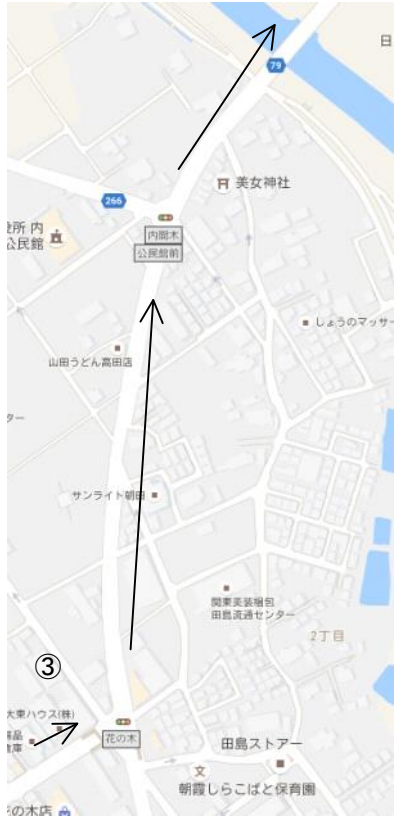 日
79
美女神社
266
役所 内
公民館
内間木
公民館前
しょうのマッサー
山田うどん高田店
ター
サンライト朝田
関東美装梱包
田島流通センター
2丁目
③
大東ハウス(株)
倉庫
花の木
田島ストアー
文
朝霞しらこばと保育園
花の木店